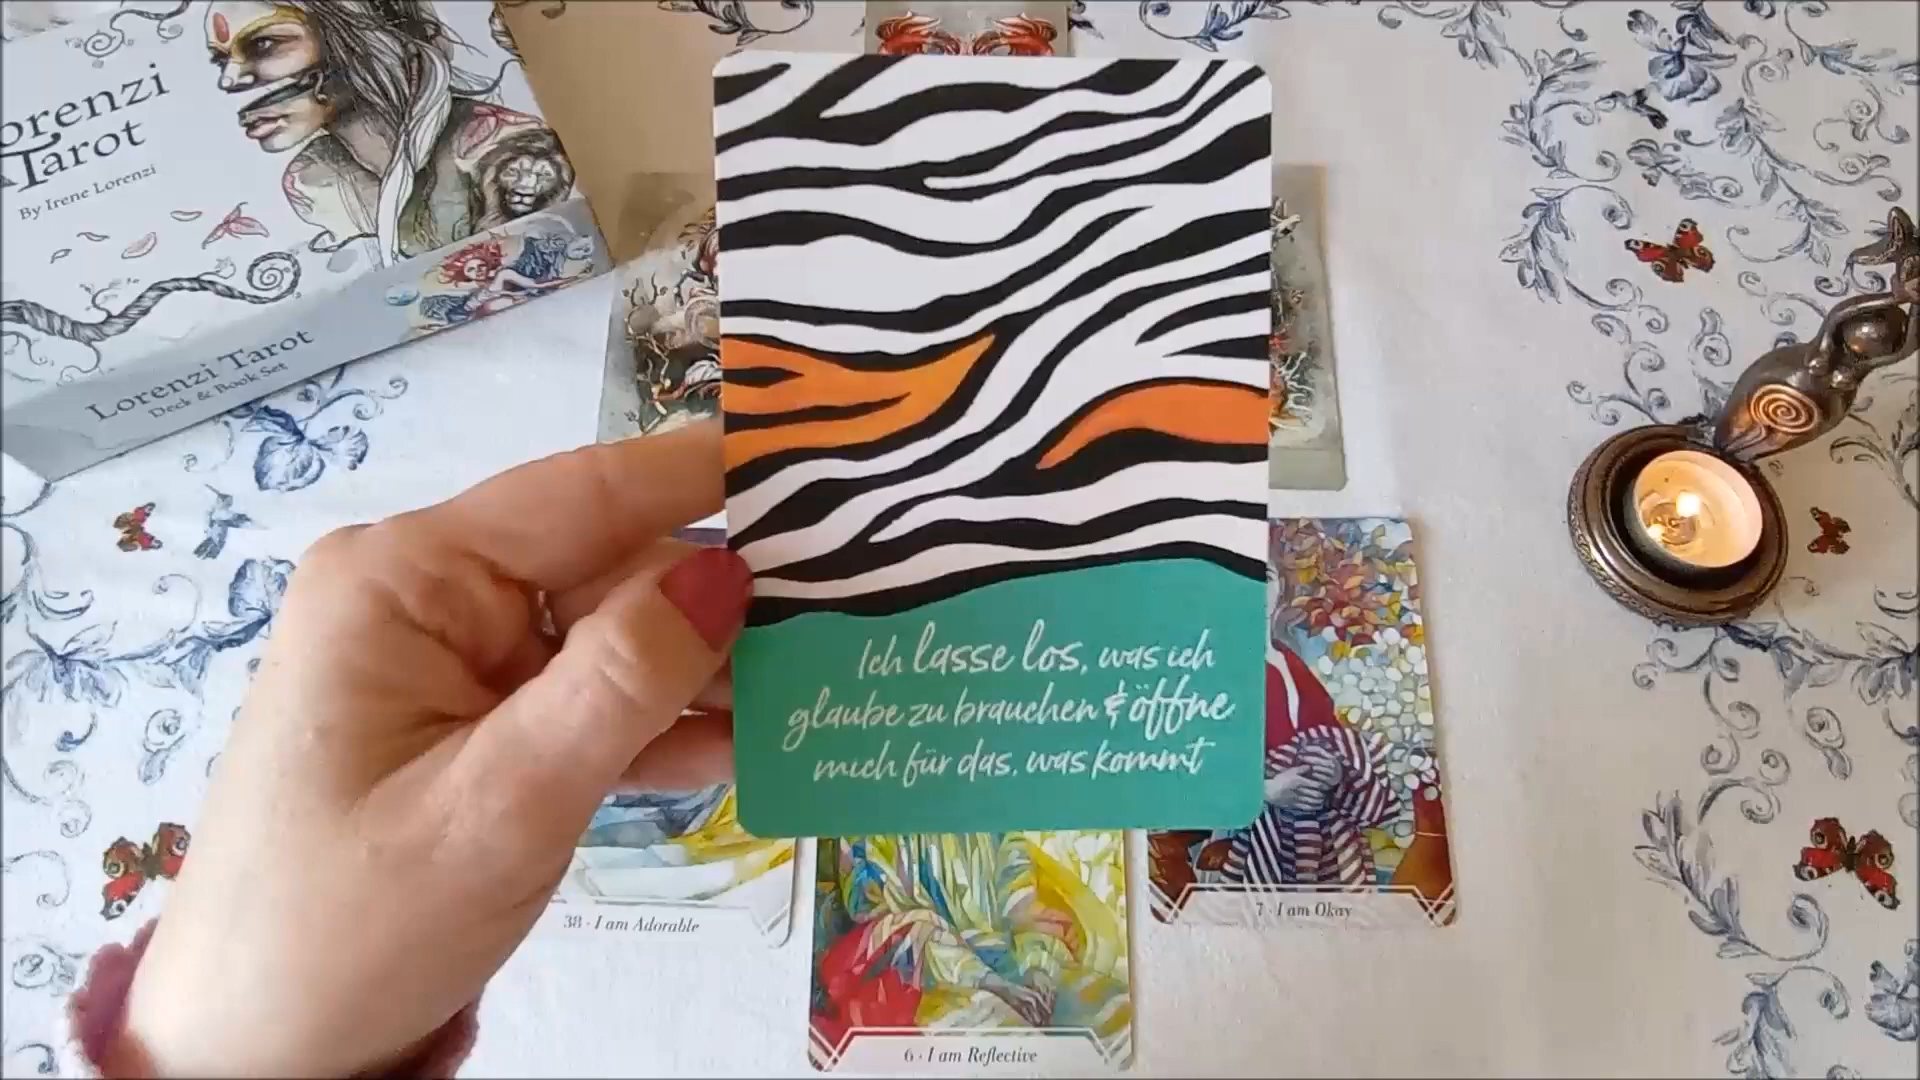 Lorenzi
Tarot
By Irene Lorenzi
Lorenzi Tarot
Deck & Book Set
Ich lasse los, was ich
glaube zu brauchen & öffne
mich für das, was kommt
38 · I am Adorable
7 · I am Okay
6 · I am Reflective